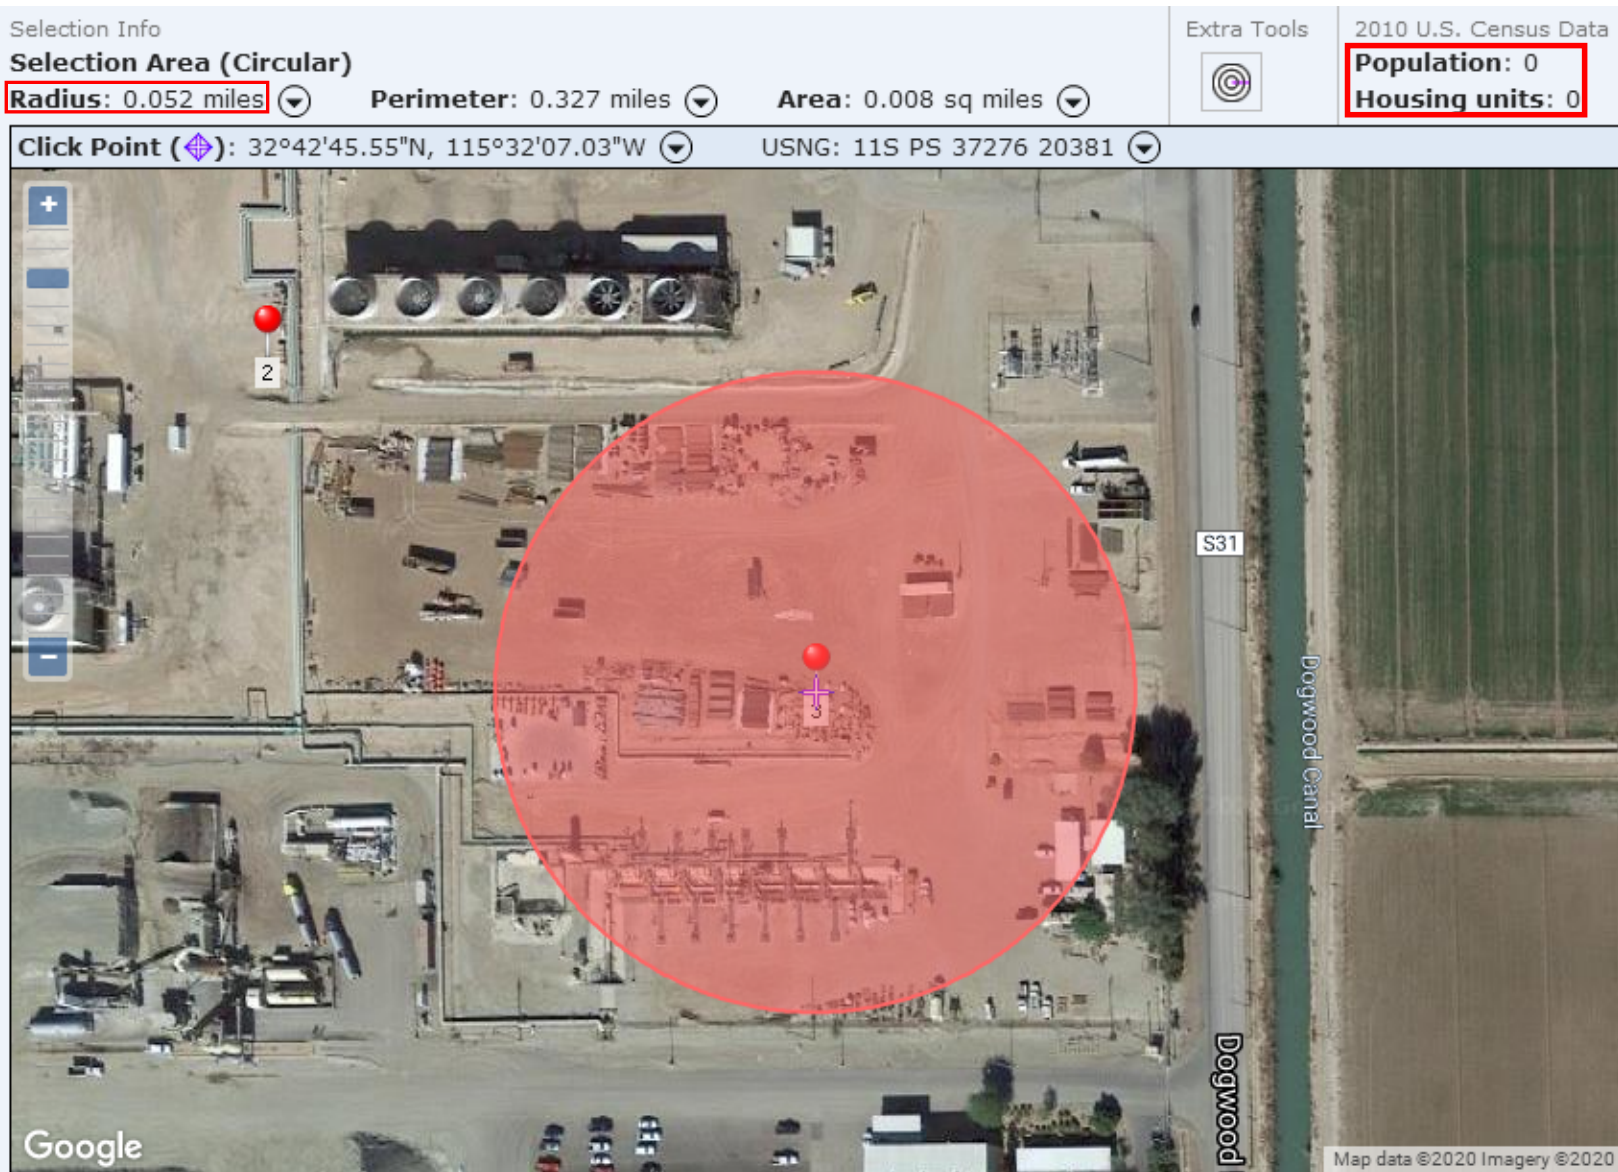 Selection Info
Selection Area (Circular)
Radius: 0.052 miles
Perimeter: 0.327 miles
Area: 0.008 sq miles
Extra Tools
2010 U.S. Census Data
Population: 0
Housing units: 0
Click Point ( ): 32°42'45.55"N, 115°32'07.03"W
USNG: 11S PS 37276 20381
+
2
S31
3
−
Dogwood Canal
Dogwood
Google
Map data ©2020 Imagery ©2020